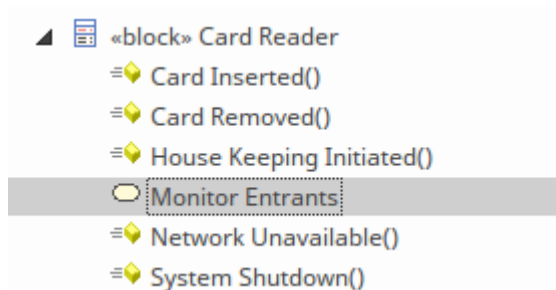 «block» Card Reader
Card Inserted()
Card Removed()
House Keeping Initiated()
Monitor Entrants
Network Unavailable()
System Shutdown()